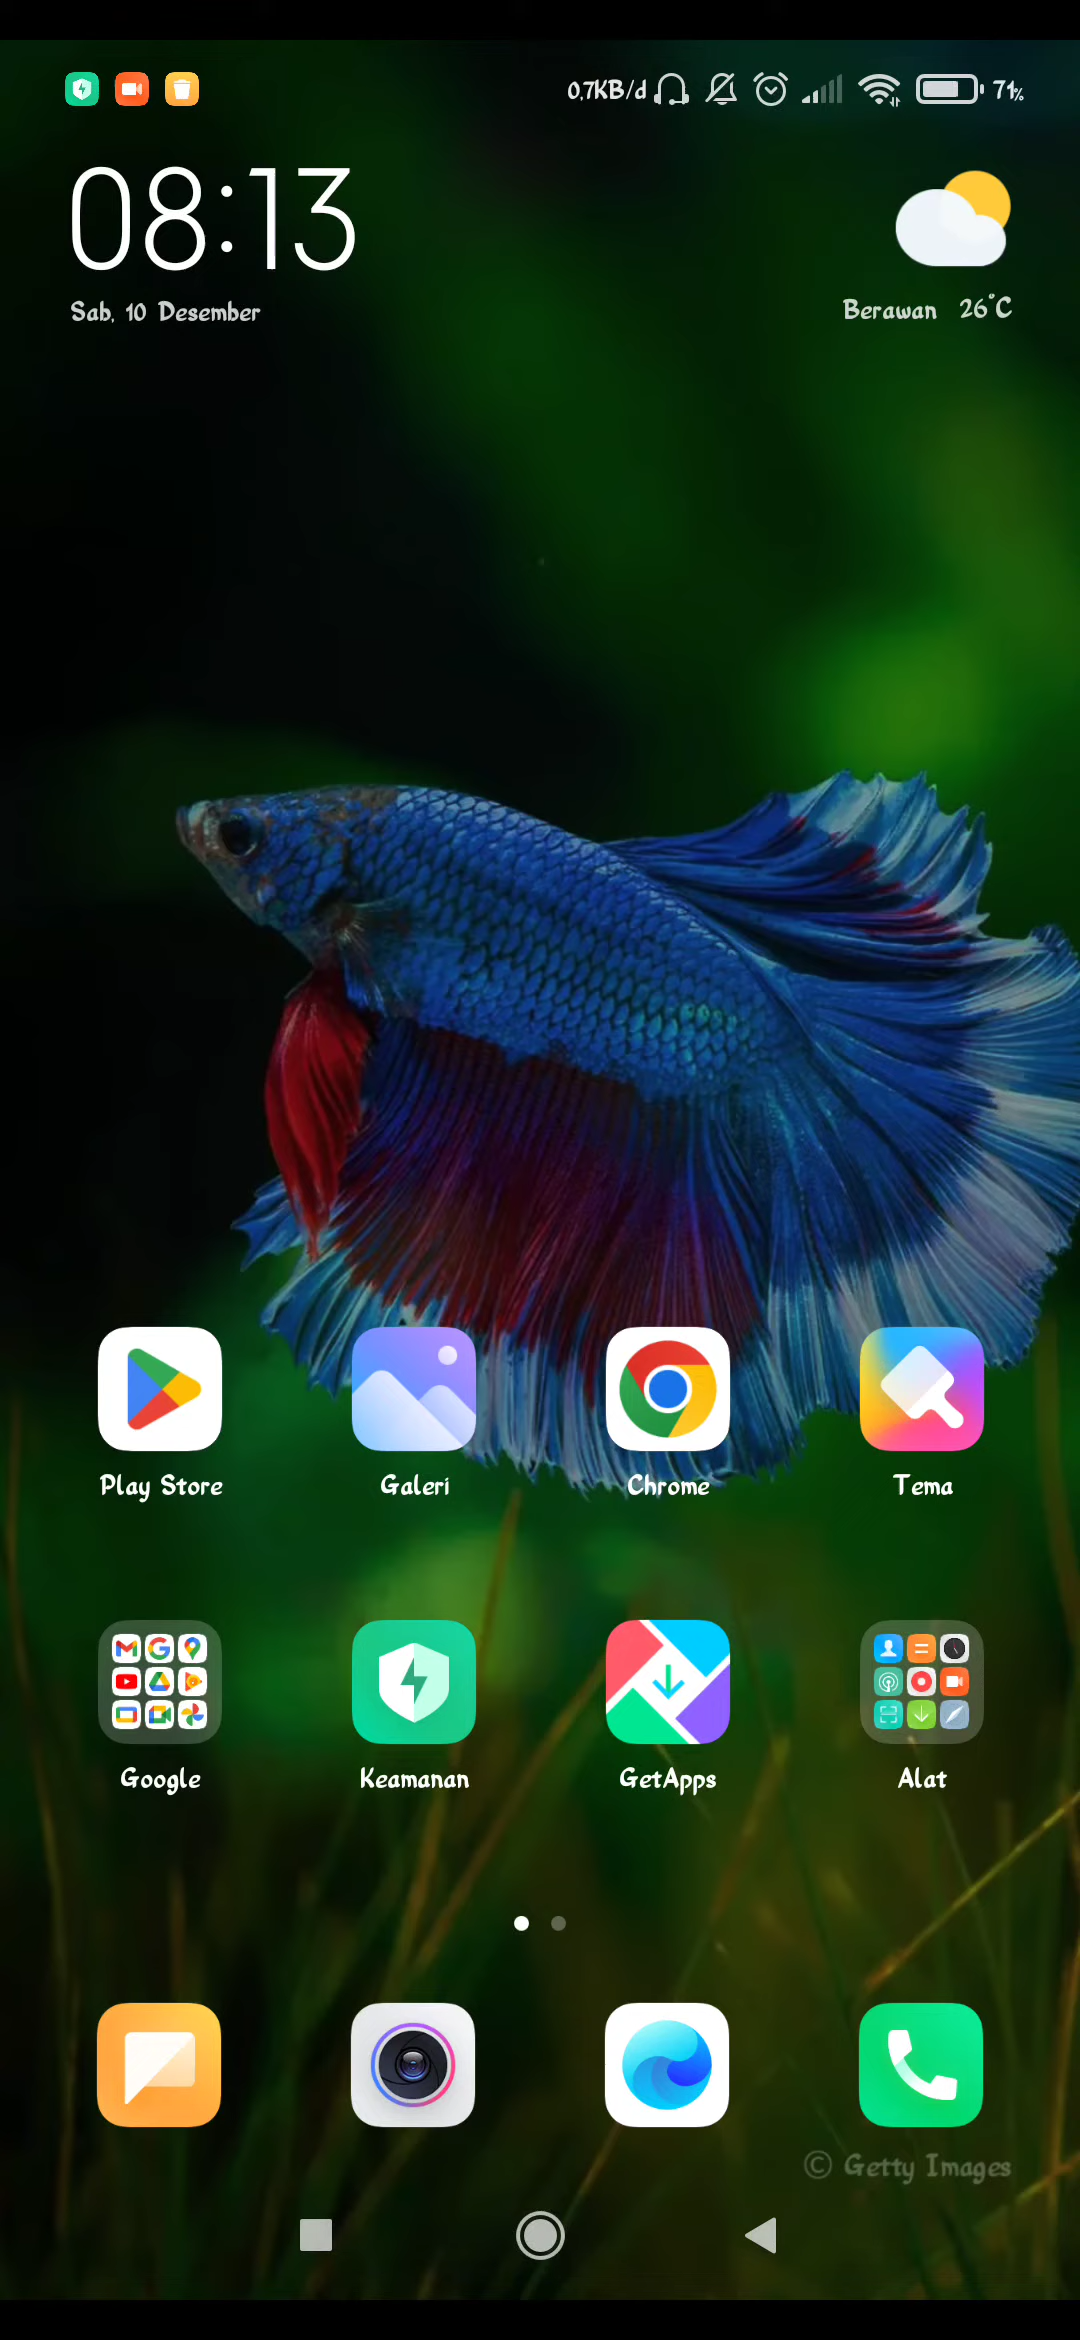 0,7KB/d 71%
08:13
Sab, 10 Desember
Berawan 26°C
Play Store Galeri Chrome Tema
Google Keamanan GetApps Alat
© Getty Images